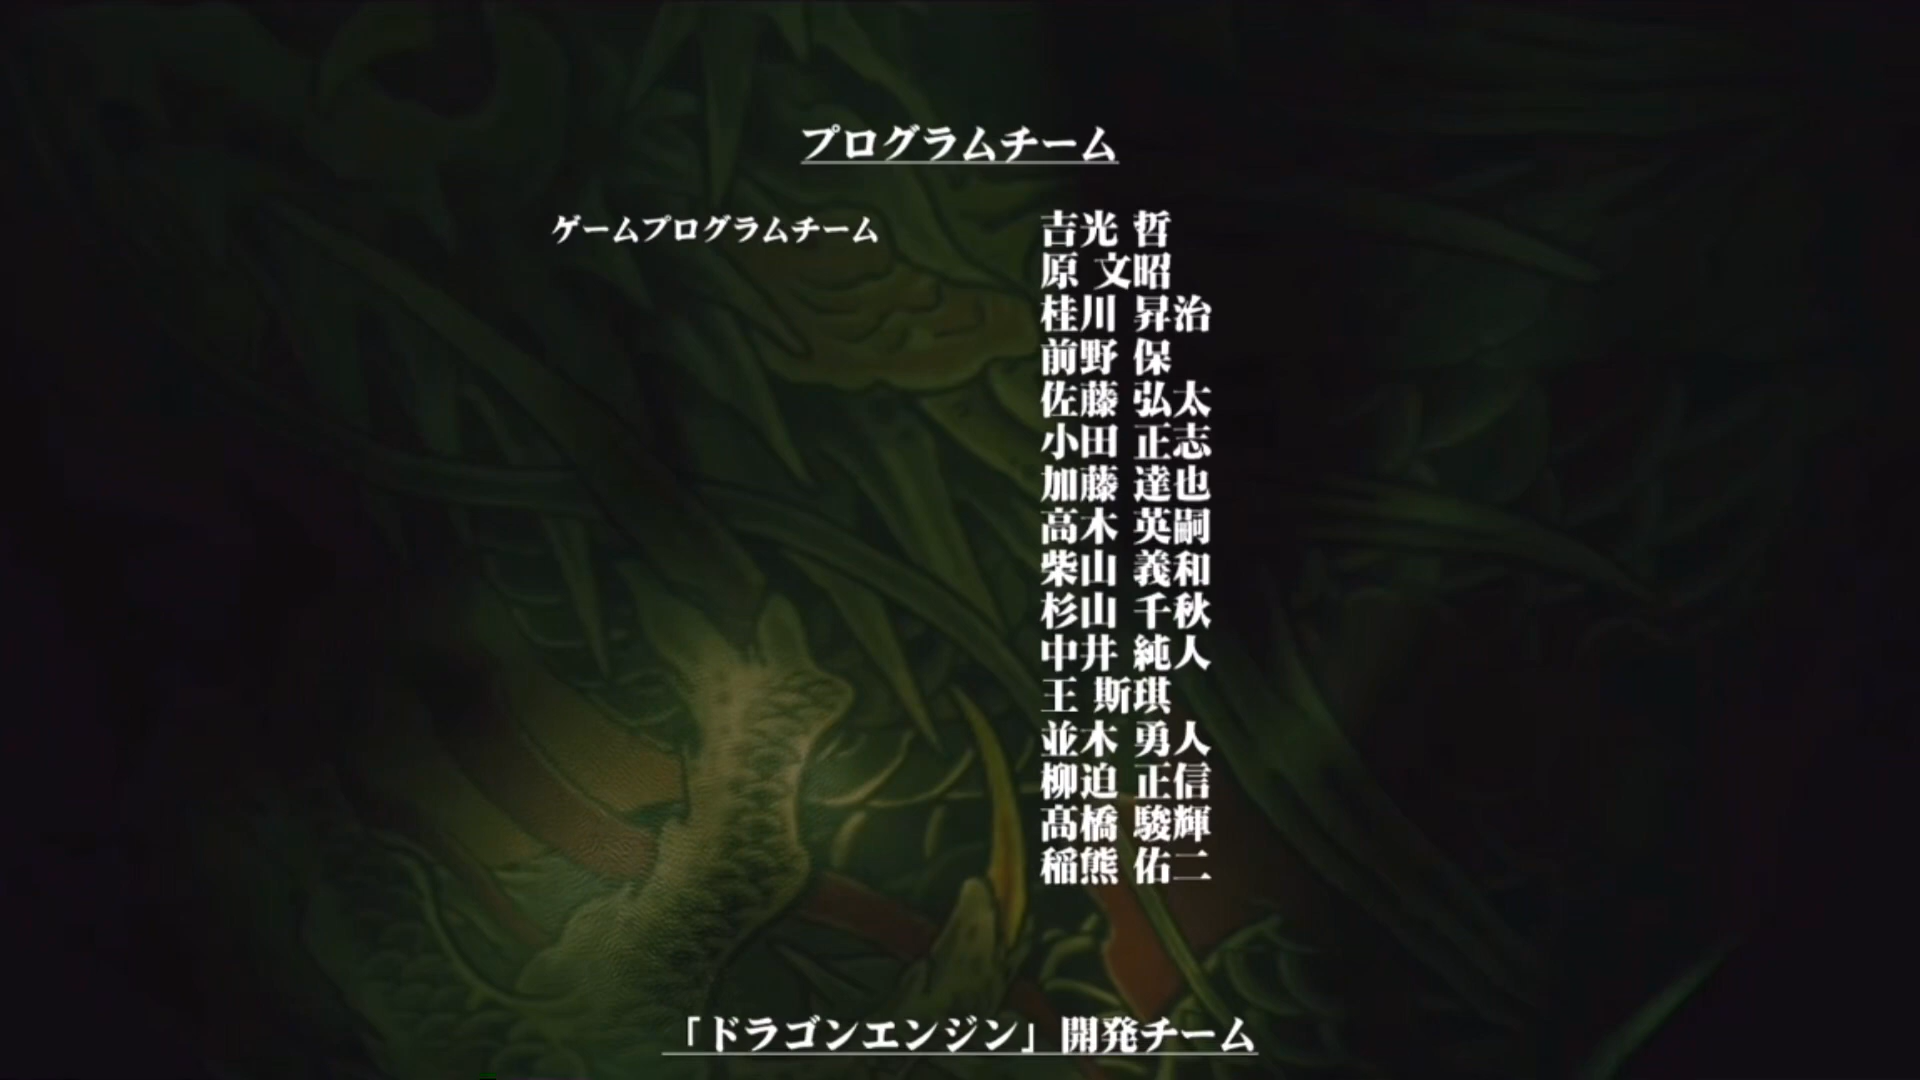 プログラムチーム
ゲームプログラムチーム 吉光 哲
原 文昭
桂川 昇治
前野 保
佐藤 弘太
小田 正志
加藤 達也
高木 英嗣
柴山 義和
杉山 千秋
中井 純人
王 斯琪
並木 勇人
柳迫 正信
髙橋 駿輝
稲熊 佑二
「ドラゴンエンジン」開発チーム